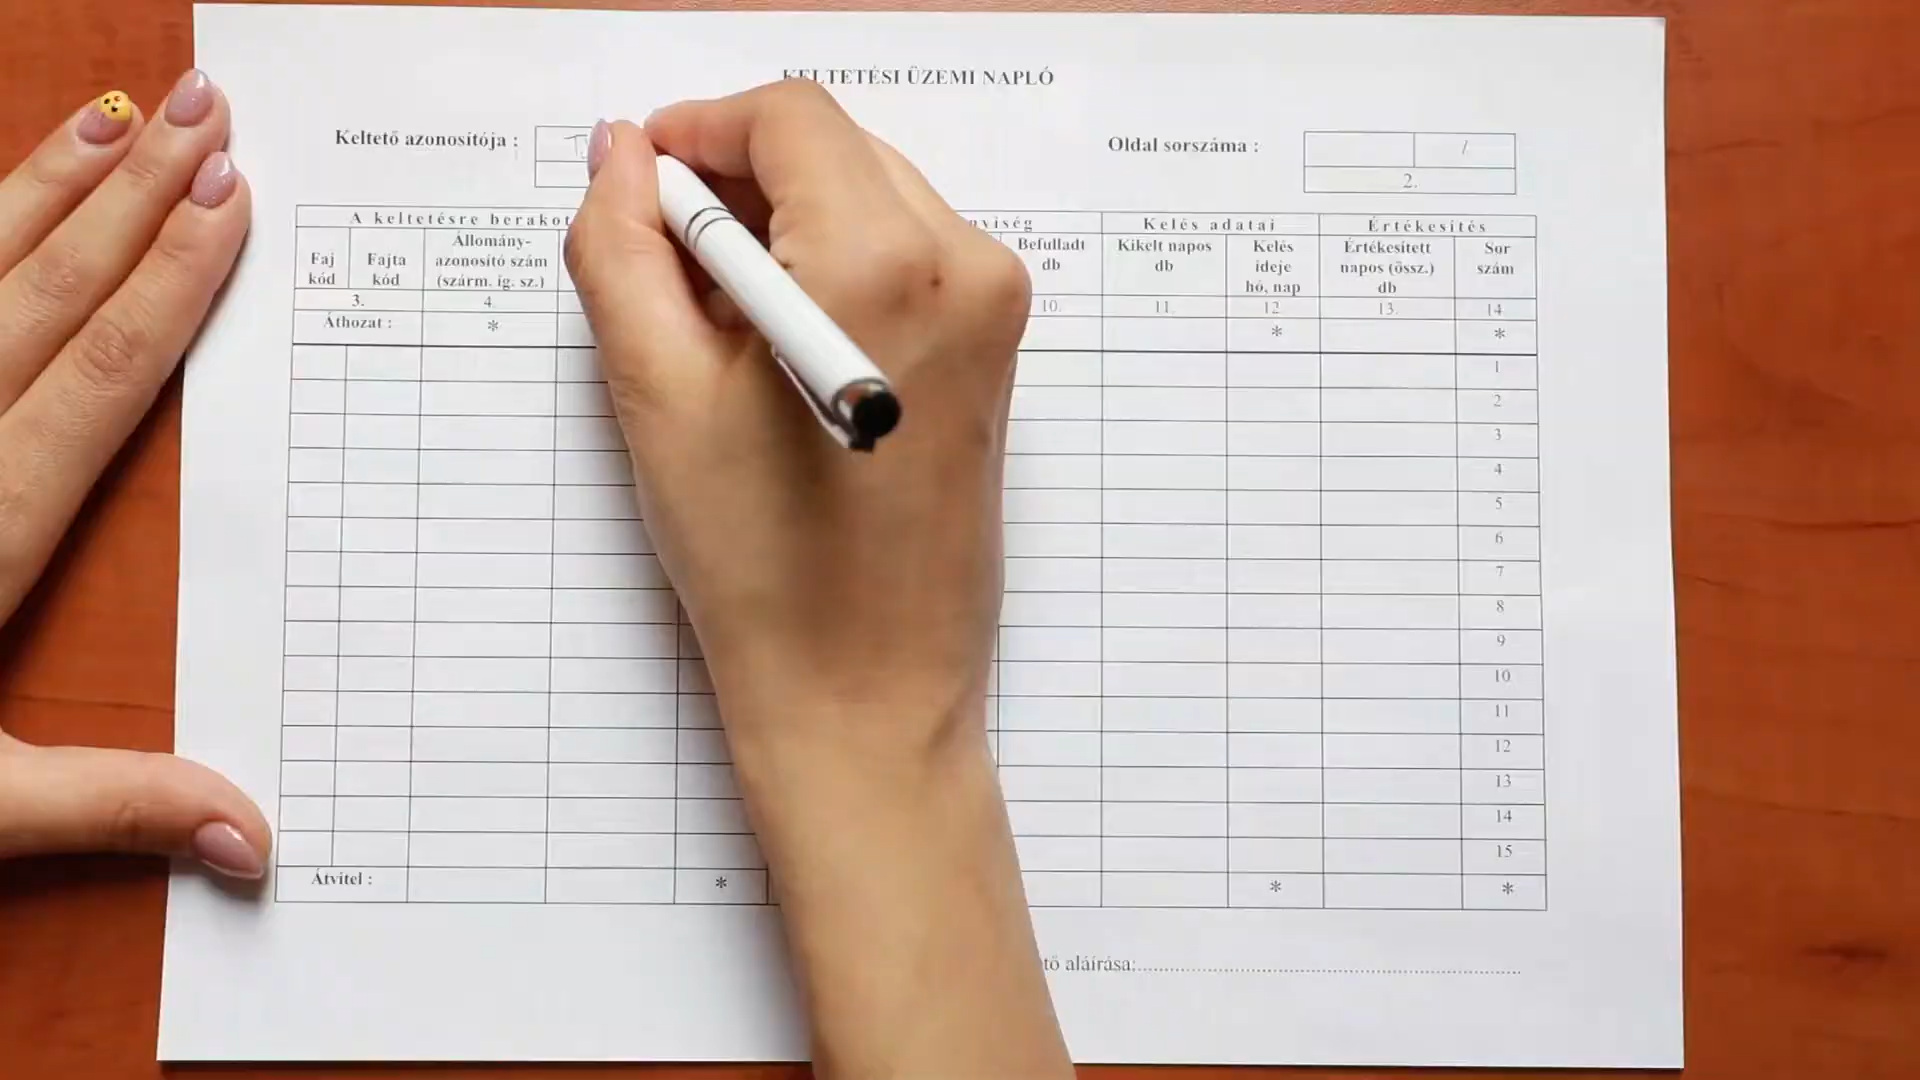 KELTETÉSI ÜZEMI NAPLÓ
Keltető azonosítója :
Oldal sorszáma : /
2.
A keltetésre Kelés adatai Értékesítés
Faj kód Fajta kód Állomány-azonosító szám (szárm. ig. sz.) Befulladt db Kikelt napos db Kelés ideje hó, nap Értékesített napos (össz.) db Sor szám
3. 4. 10. 11. 12. 13. 14
Áthozat : * * *
1
2
3
4
5
6
7
8
9
10
11
12
13
14
15
Átvitel : * * *
aláírása: